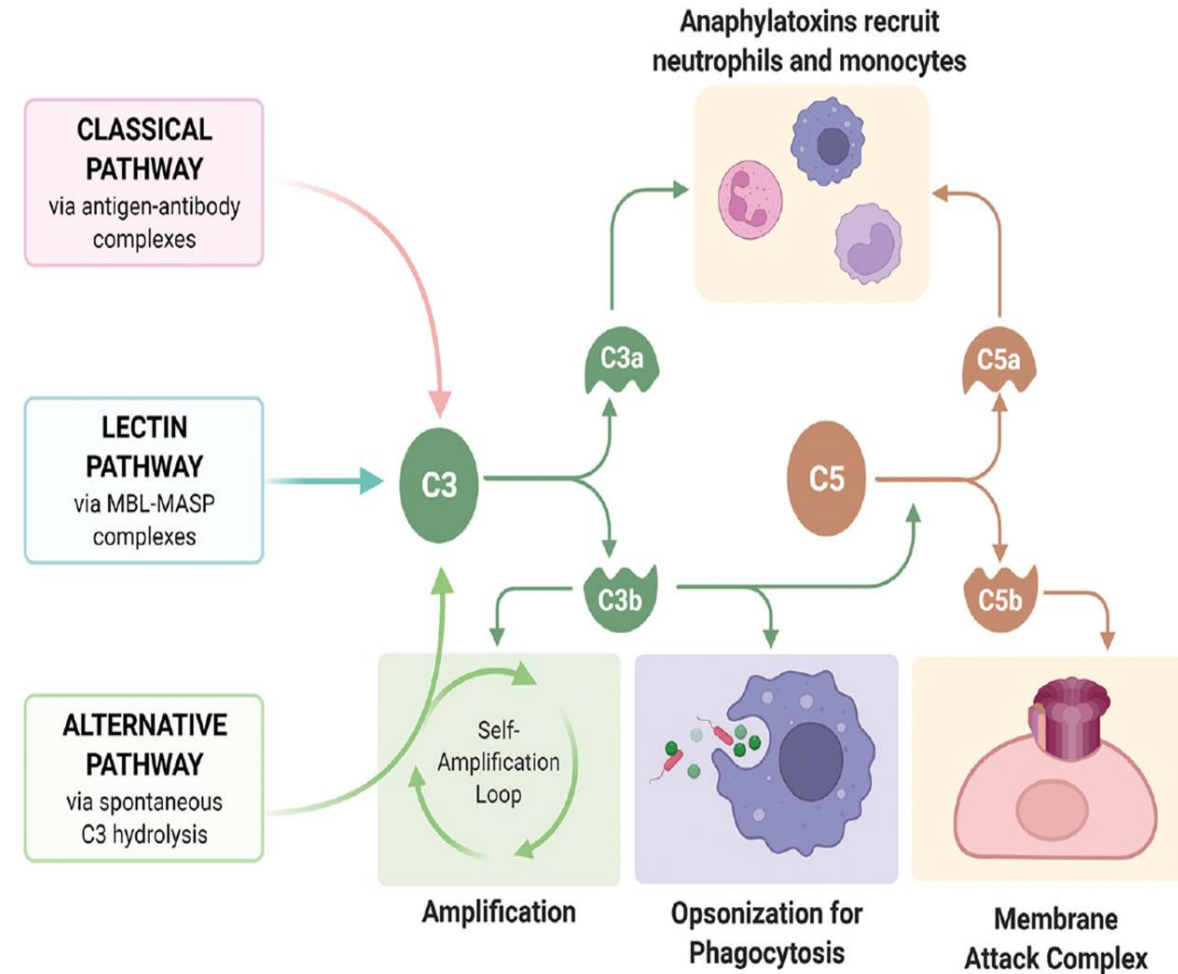 Anaphylatoxins recruit
neutrophils and monocytes
CLASSICAL
PATHWAY
via antigen-antibody
complexes
C3a
C5a
LECTIN
PATHWAY
via MBL-MASP
complexes
C3
C5
C3b
C5b
ALTERNATIVE
PATHWAY
via spontaneous
C3 hydrolysis
Self-
Amplification
Loop
Amplification
Opsonization for
Phagocytosis
Membrane
Attack Complex